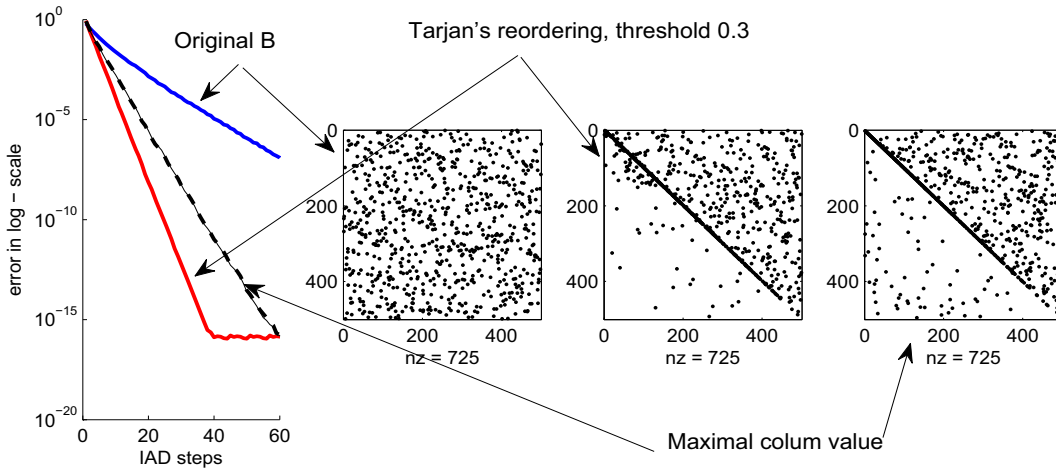 Original B
Tarjan's reordering, threshold 0.3
10^0
10^-5
10^-10
10^-15
10^-20
error in log − scale
0 20 40 60
IAD steps
0
200
400
0 200 400
nz = 725
0
200
400
0 200 400
nz = 725
0
200
400
0 200 400
nz = 725
Maximal colum value